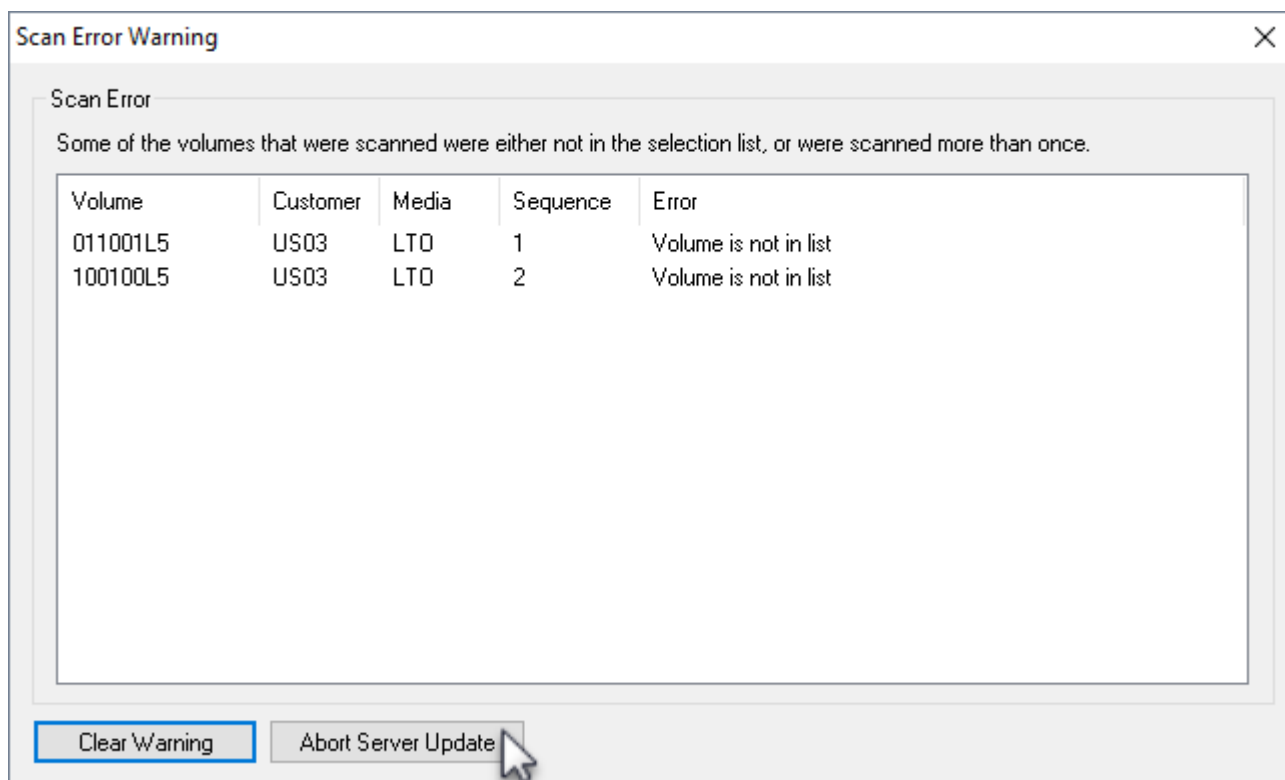 Scan Error Warning
Scan Error
Some of the volumes that were scanned were either not in the selection list, or were scanned more than once.
Volume Customer Media Sequence Error
011001L5 US03 LTO 1 Volume is not in list
100100L5 US03 LTO 2 Volume is not in list
Clear Warning Abort Server Update